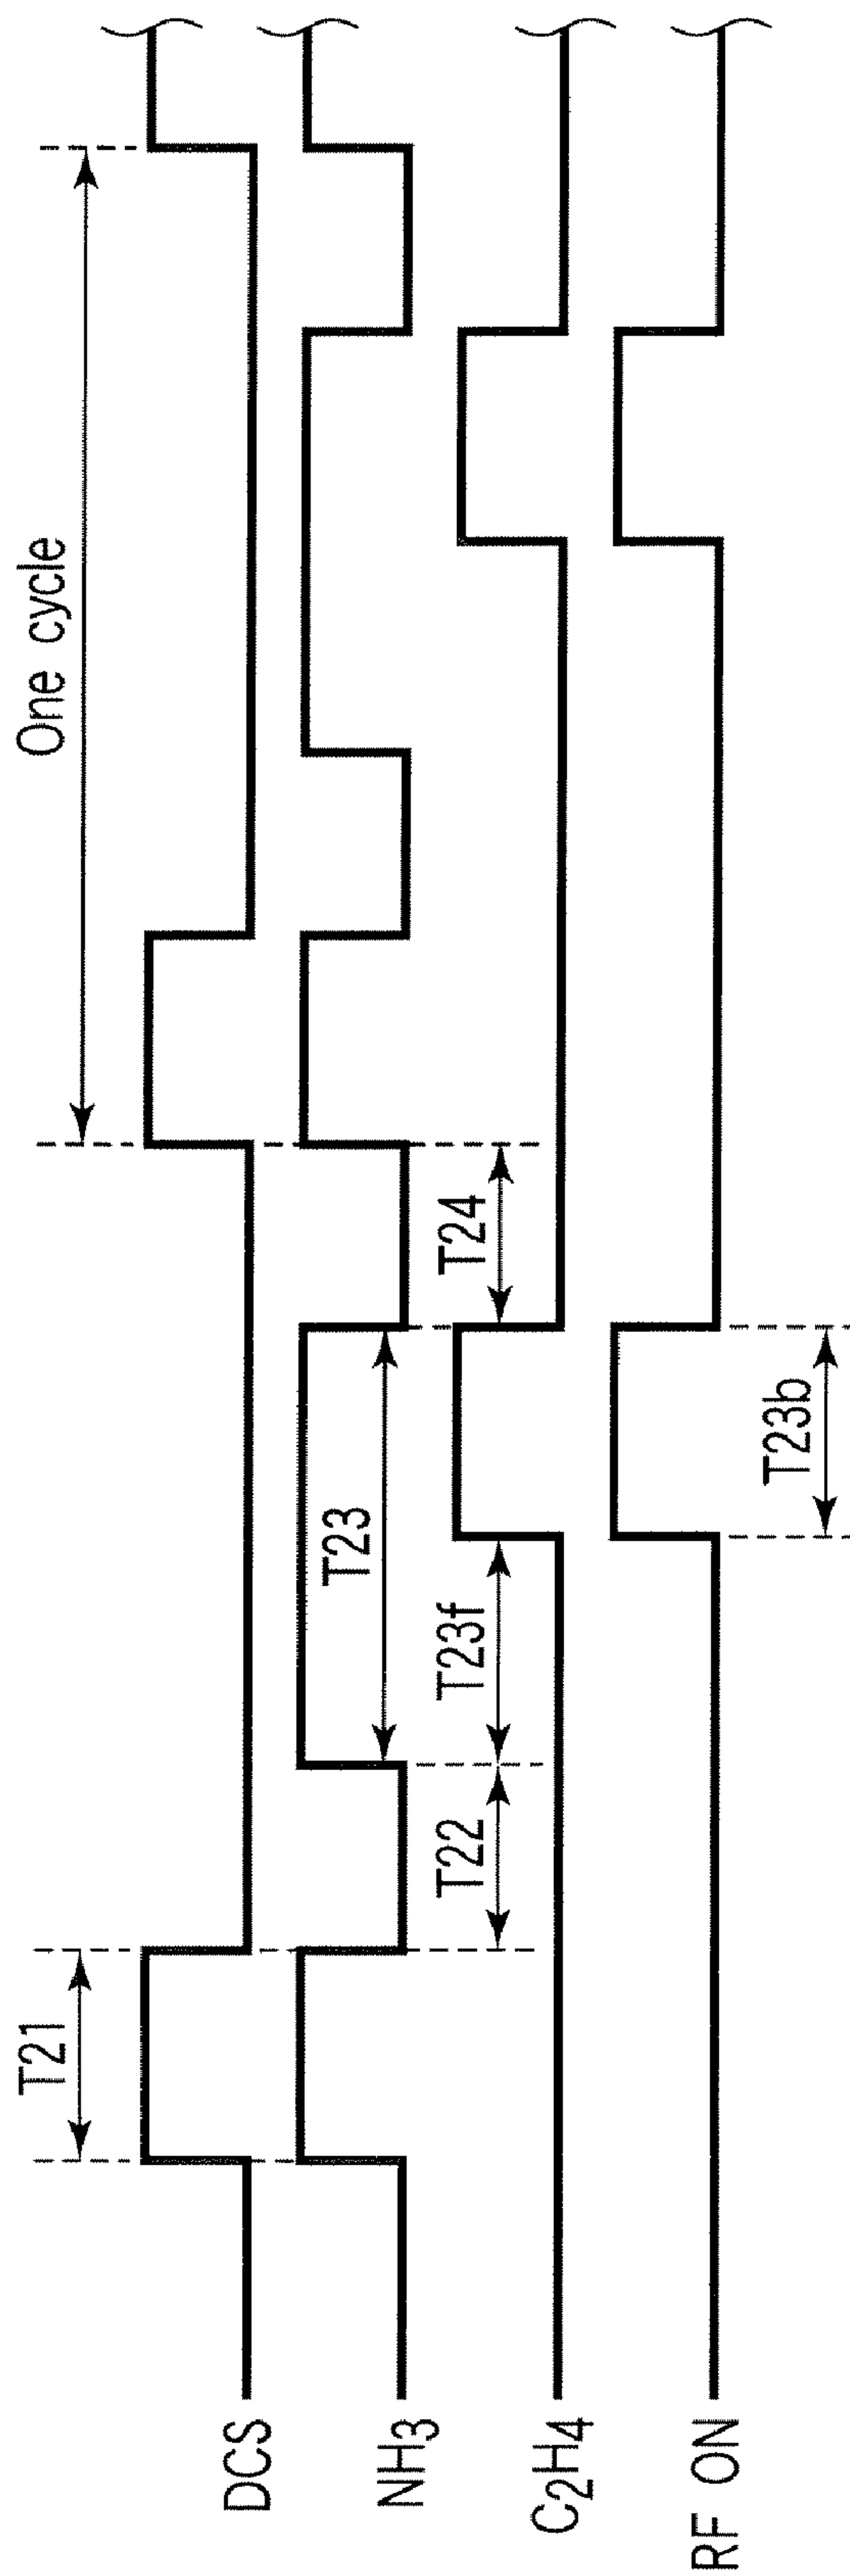 T21
One cycle
DCS
NH3
T23
T22
T23f
T24
C2H4
RF ON
T23b